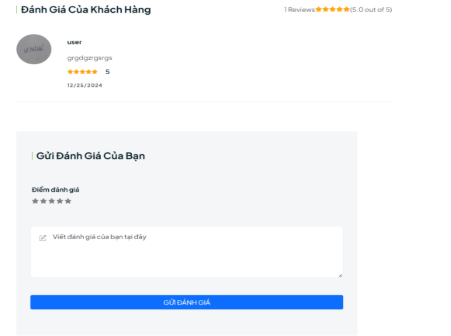 Đánh Giá Của Khách Hàng
1 Reviews ★★★★★ (5.0 out of 5)
user
grgdgzrgsrgs
★★★★★ 5
12/25/2024
Gửi Đánh Giá Của Bạn
Điểm đánh giá
★★★★★
Viết đánh giá của bạn tại đây
GỬI ĐÁNH GIÁ